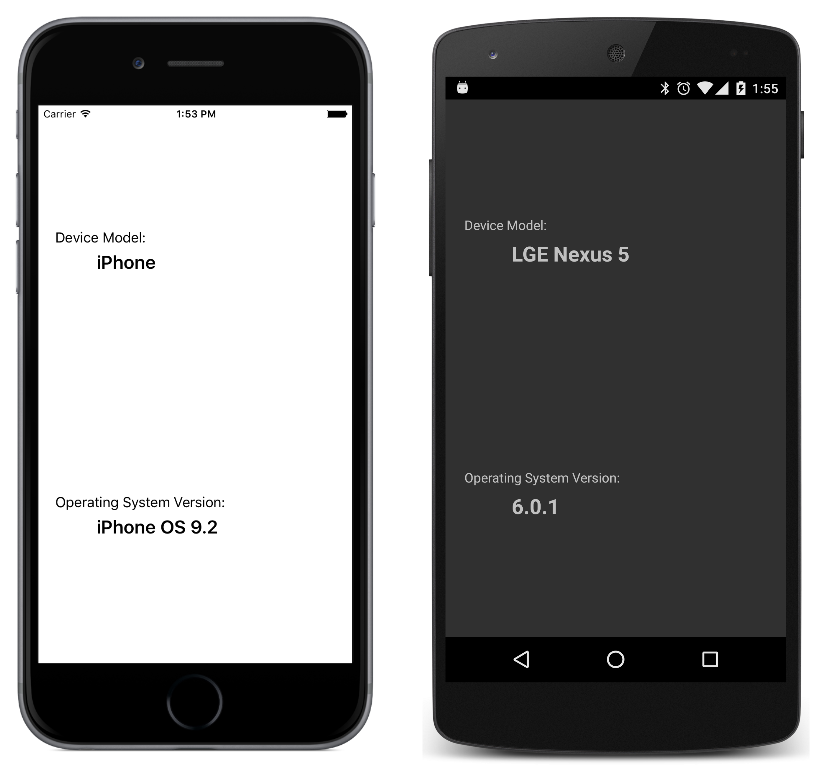 Carrier 1:53 PM
Device Model:
iPhone
Operating System Version:
iPhone OS 9.2
1:55
Device Model:
LGE Nexus 5
Operating System Version:
6.0.1